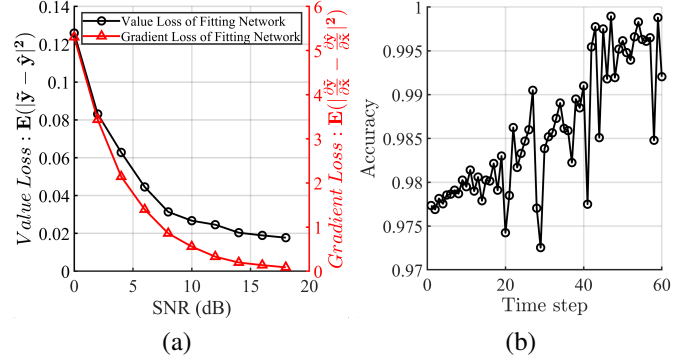 Value Loss of Fitting Network
Gradient Loss of Fitting Network
Value Loss : E(|ỹ − ŷ|²)
0.14
0.12
0.1
0.08
0.06
0.04
0.02
0
6
5
4
3
2
1
0
Gradient Loss : E(|∂ỹ/∂x̃ − ∂ŷ/∂x̃|²)
0 5 10 15 20
SNR (dB)
(a)
Accuracy
0.995
0.99
0.985
0.98
0.975
0.97
0 20 40 60
Time step
(b)